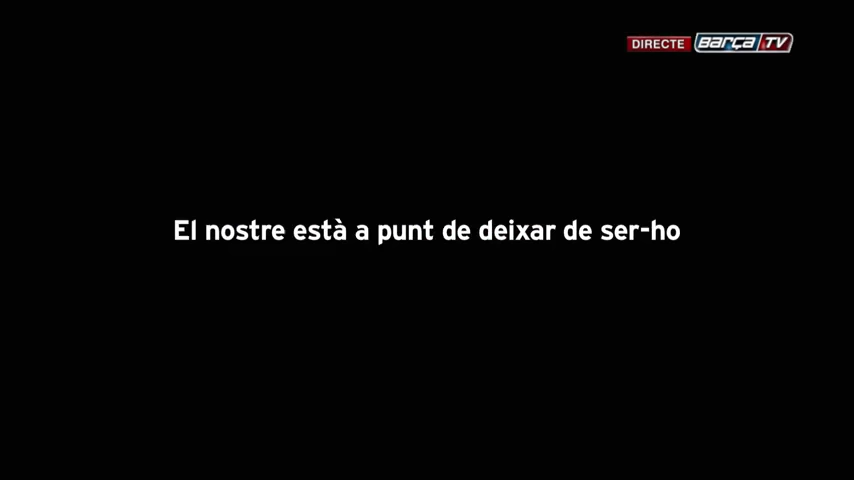 DIRECTE BARÇA TV
El nostre està a punt de deixar de ser-ho